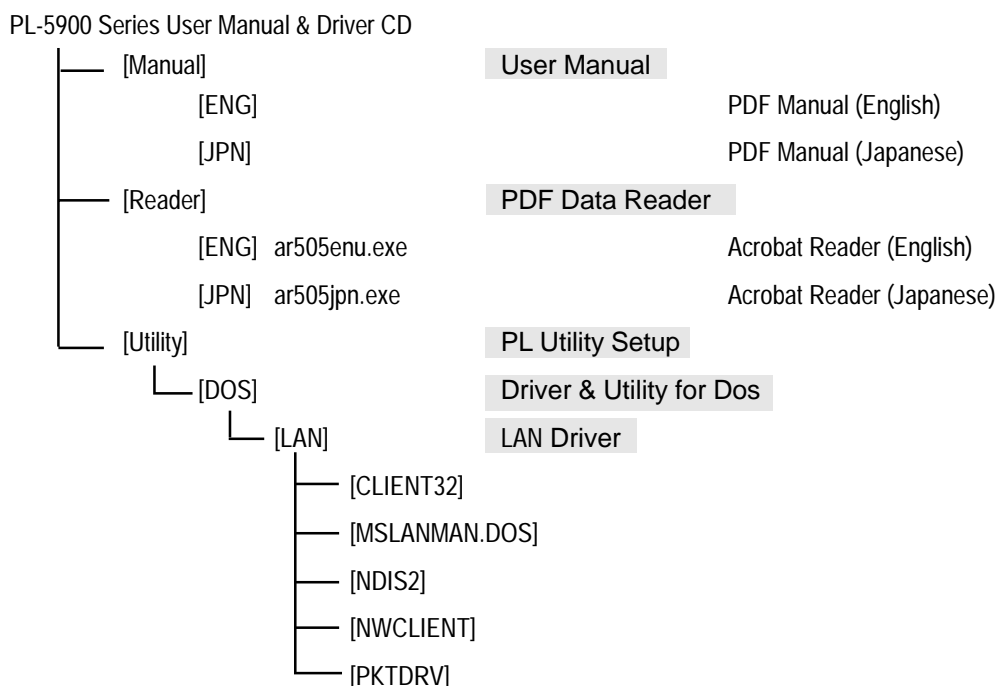 PL-5900 Series User Manual & Driver CD
[Manual] User Manual
[ENG] PDF Manual (English)
[JPN] PDF Manual (Japanese)
[Reader] PDF Data Reader
[ENG] ar505enu.exe Acrobat Reader (English)
[JPN] ar505jpn.exe Acrobat Reader (Japanese)
[Utility] PL Utility Setup
[DOS] Driver & Utility for Dos
[LAN] LAN Driver
[CLIENT32]
[MSLANMAN.DOS]
[NDIS2]
[NWCLIENT]
[PKTDRV]